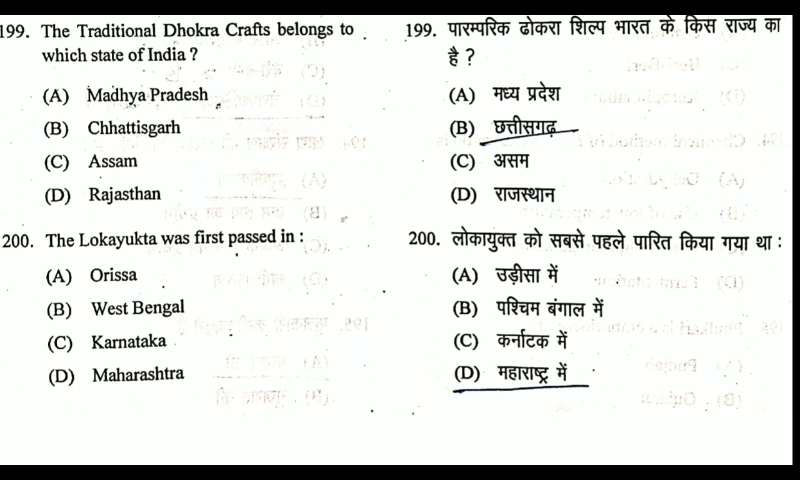 199. The Traditional Dhokra Crafts belongs to
which state of India ?
(A) Madhya Pradesh
(B) Chhattisgarh
(C) Assam
(D) Rajasthan
200. The Lokayukta was first passed in :
(A) Orissa
(B) West Bengal
(C) Karnataka
(D) Maharashtra
199. पारम्परिक ढोकरा शिल्प भारत के किस राज्य का
है ?
(A) मध्य प्रदेश
(B) छत्तीसगढ़
(C) असम
(D) राजस्थान
200. लोकायुक्त को सबसे पहले पारित किया गया था :
(A) उड़ीसा में
(B) पश्चिम बंगाल में
(C) कर्नाटक में
(D) महाराष्ट्र में